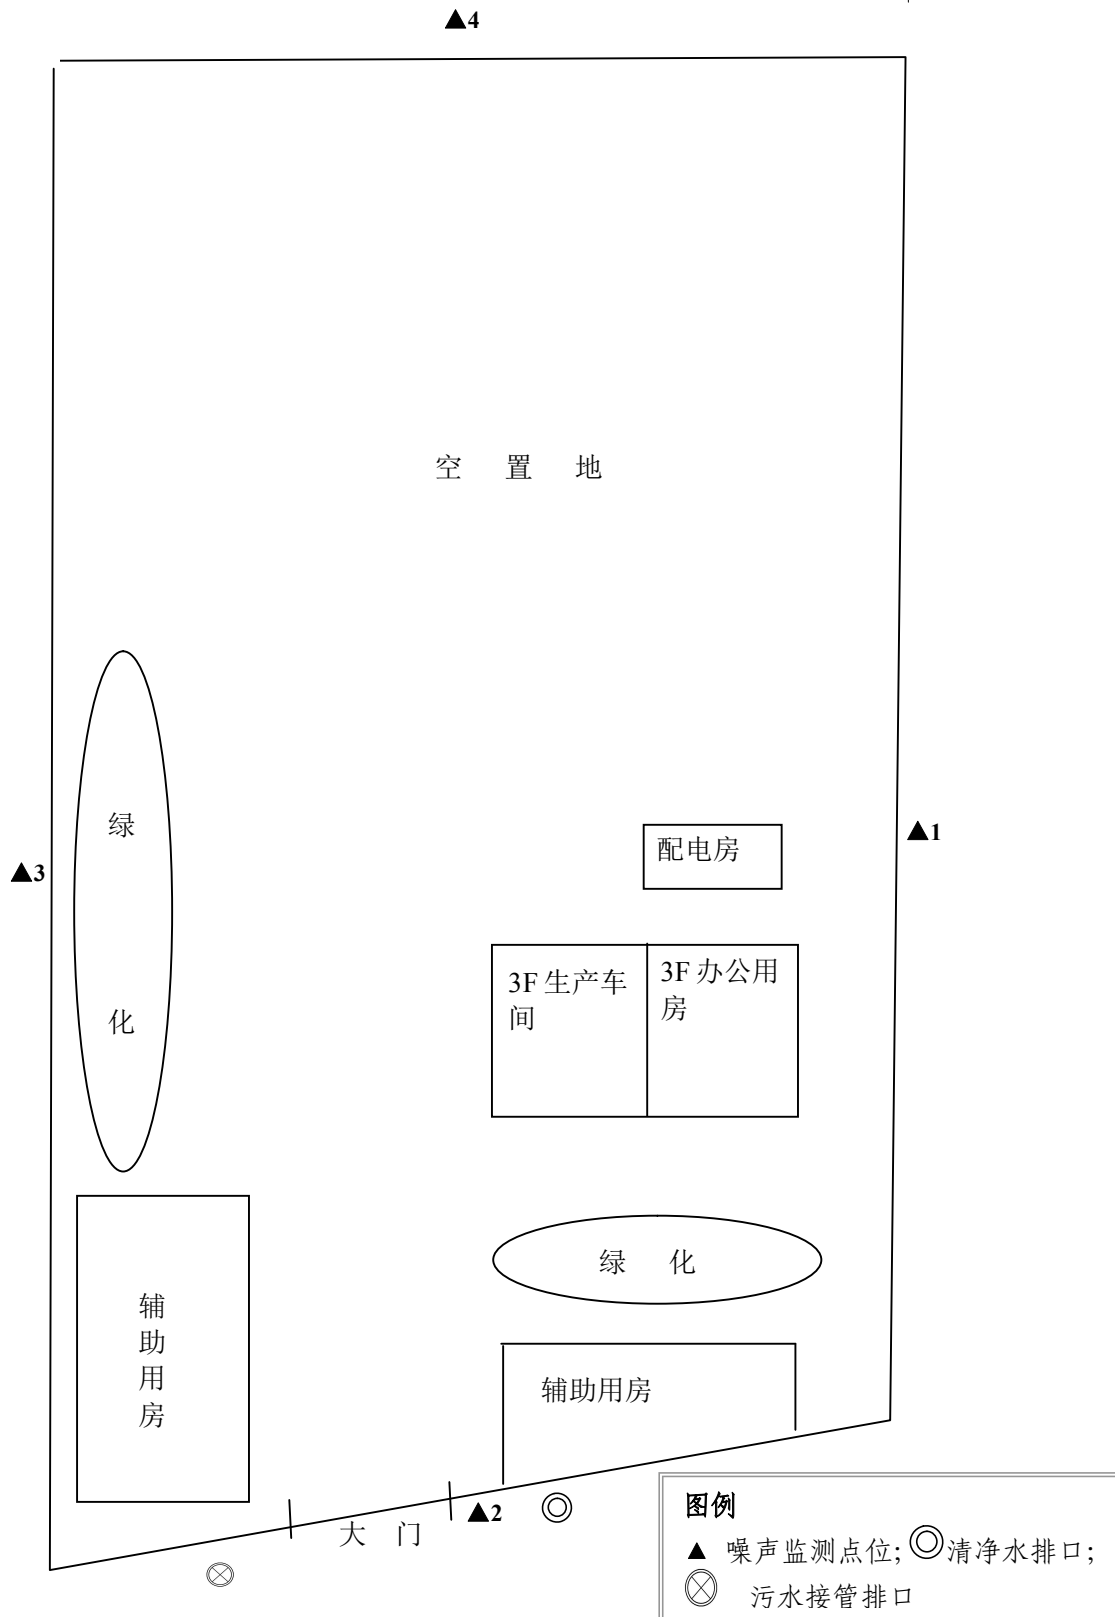 ▲4
空 置 地
绿
化
▲3
配电房
▲1
3F 生产车
间
3F 办公用
房
绿 化
辅
助
用
房
辅助用房
▲2
大 门
图例
▲ 噪声监测点位; ◎清净水排口;
⊗ 污水接管排口